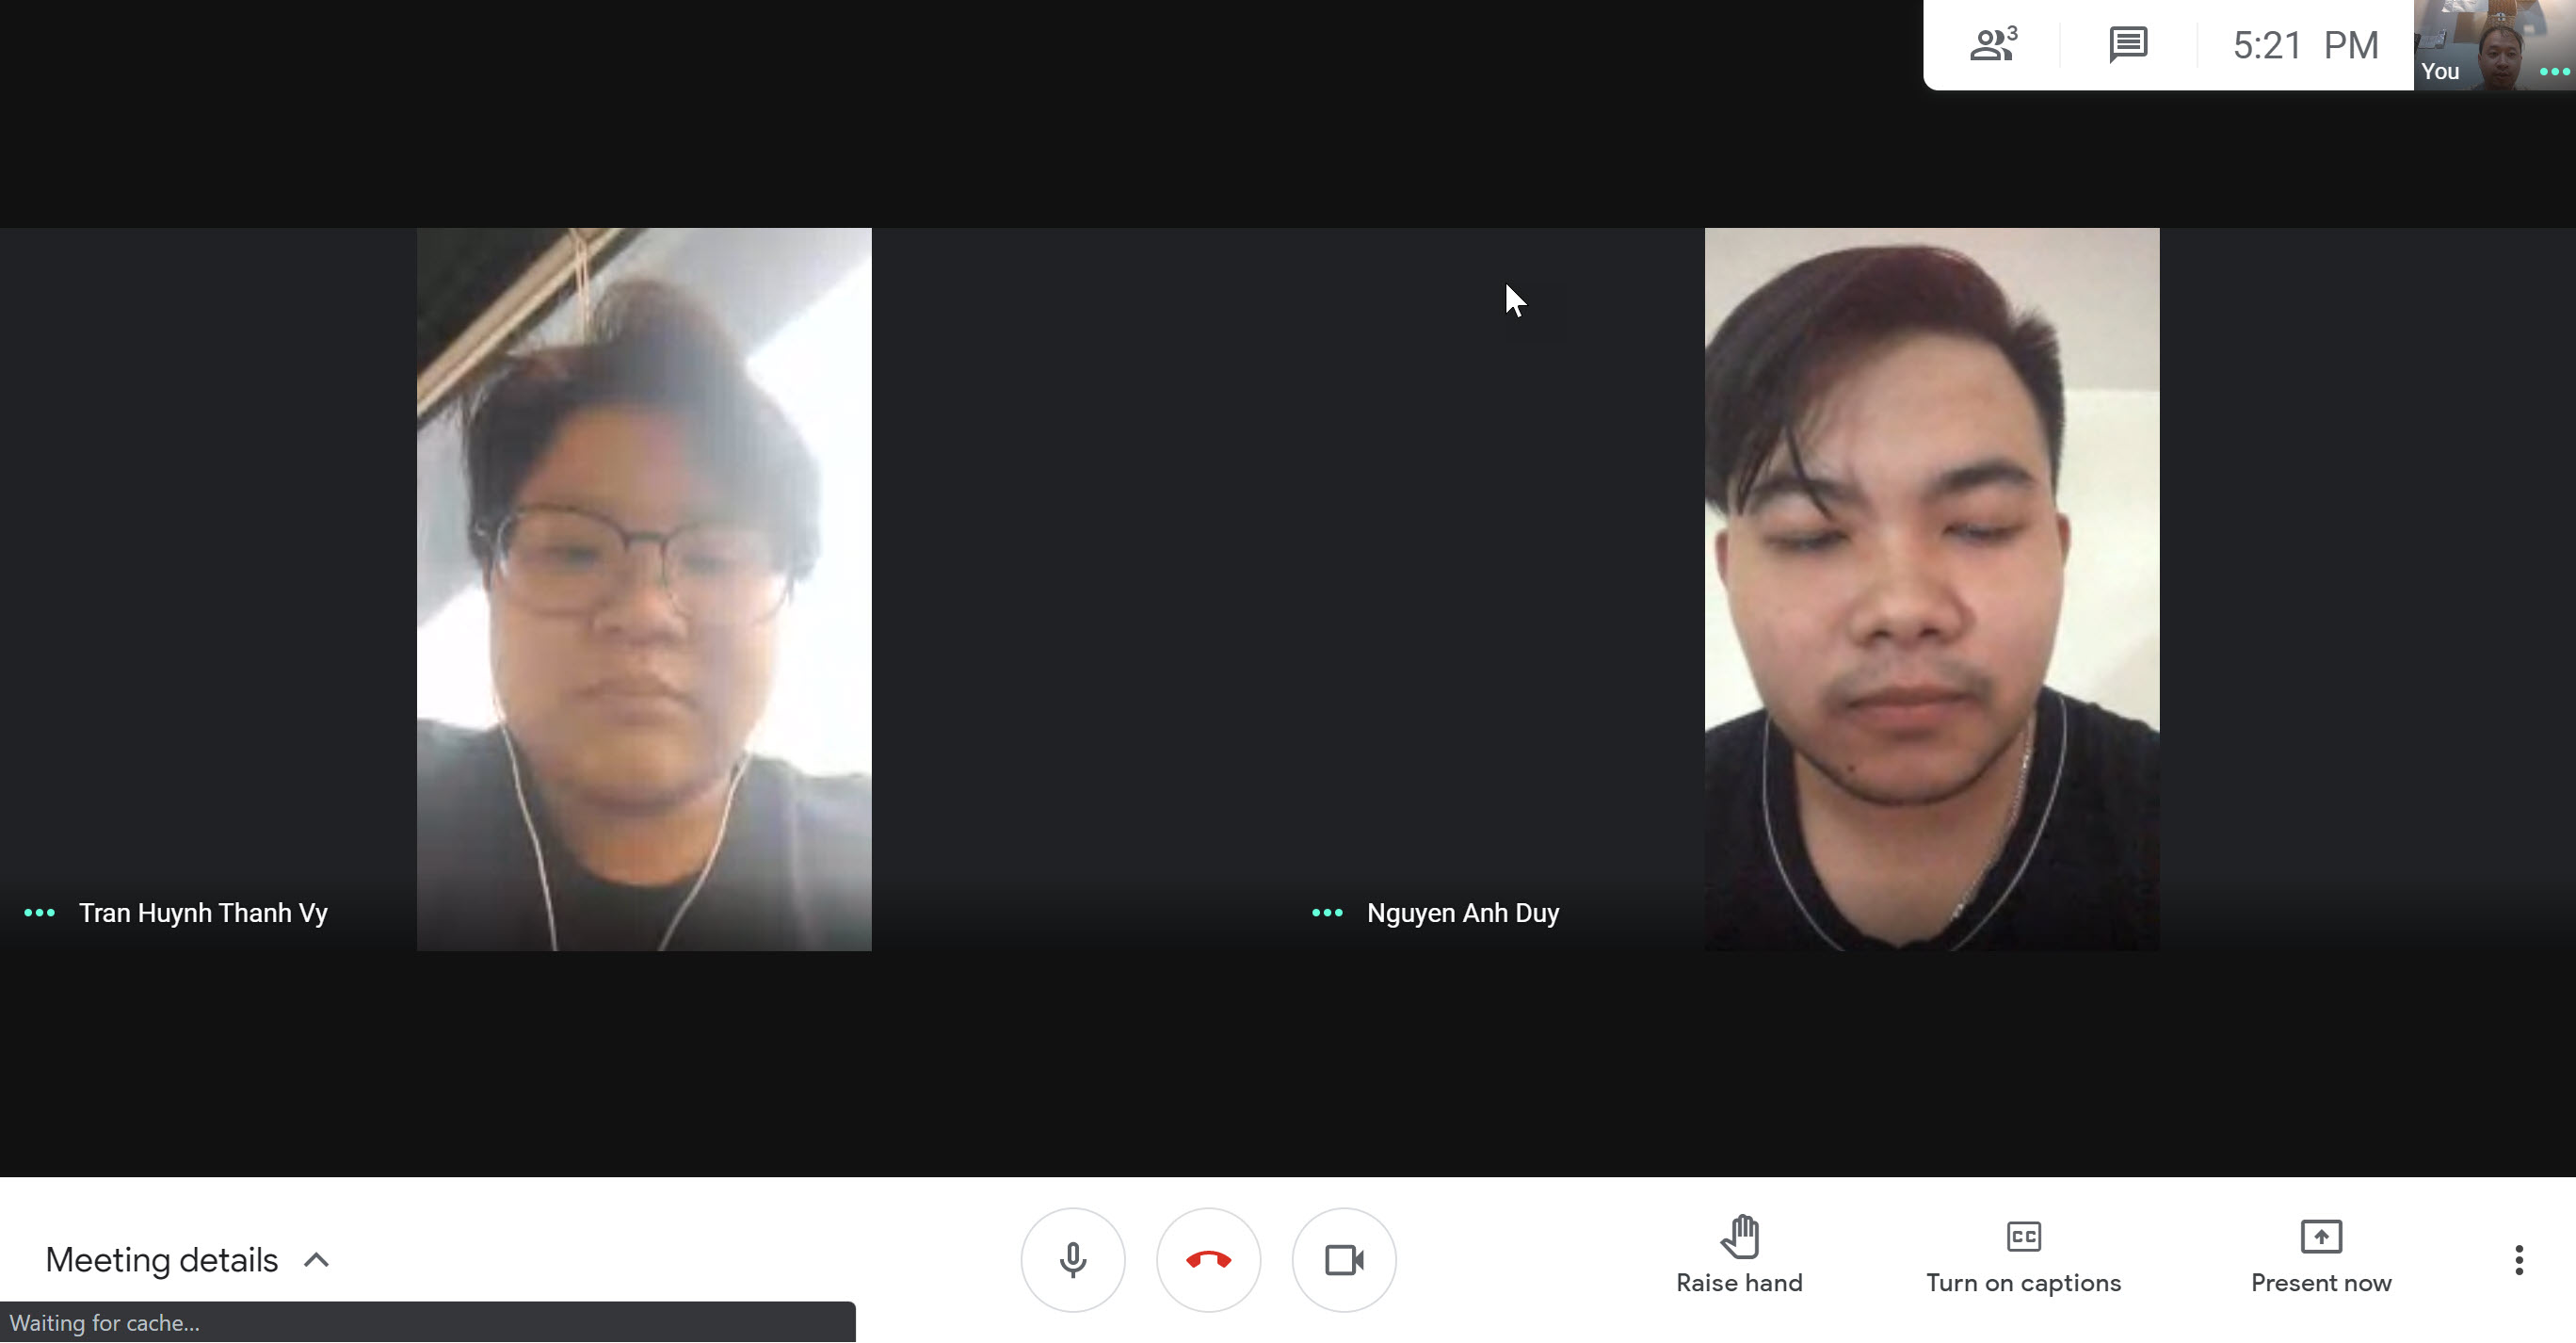 3
5:21 PM
You
Tran Huynh Thanh Vy
Nguyen Anh Duy
Meeting details
CC
Raise hand
Turn on captions
Present now
Waiting for cache...